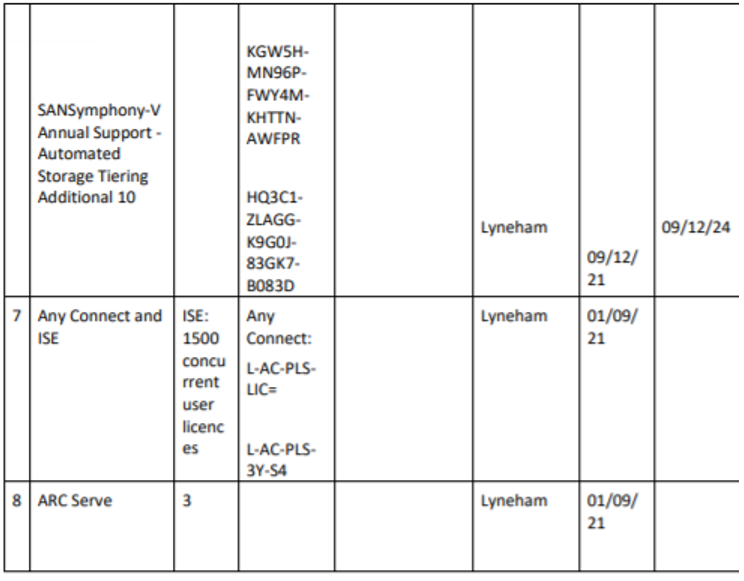 SANSymphony-V
Annual Support -
Automated
Storage Tiering
Additional 10
KGW5H-
MN96P-
FWY4M-
KHTTN-
AWFPR
HQ3C1-
ZLAGG-
K9G0J-
83GK7-
B083D
Lyneham
09/12/
21
09/12/24
7
Any Connect and
ISE
ISE:
1500
concu
rrent
user
licenc
es
Any
Connect:
L-AC-PLS-
LIC=
L-AC-PLS-
3Y-S4
Lyneham
01/09/
21
8
ARC Serve
3
Lyneham
01/09/
21